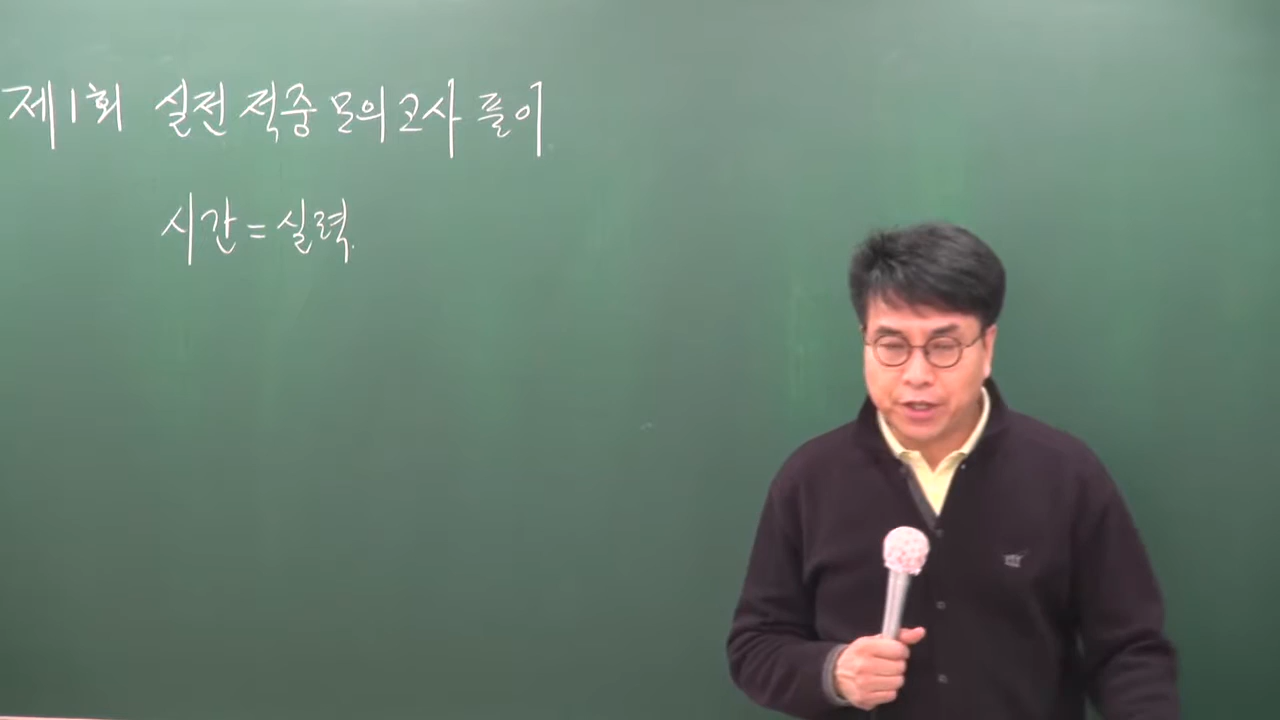 제1회 실전 적중 모의고사 풀이
시간 = 실력.